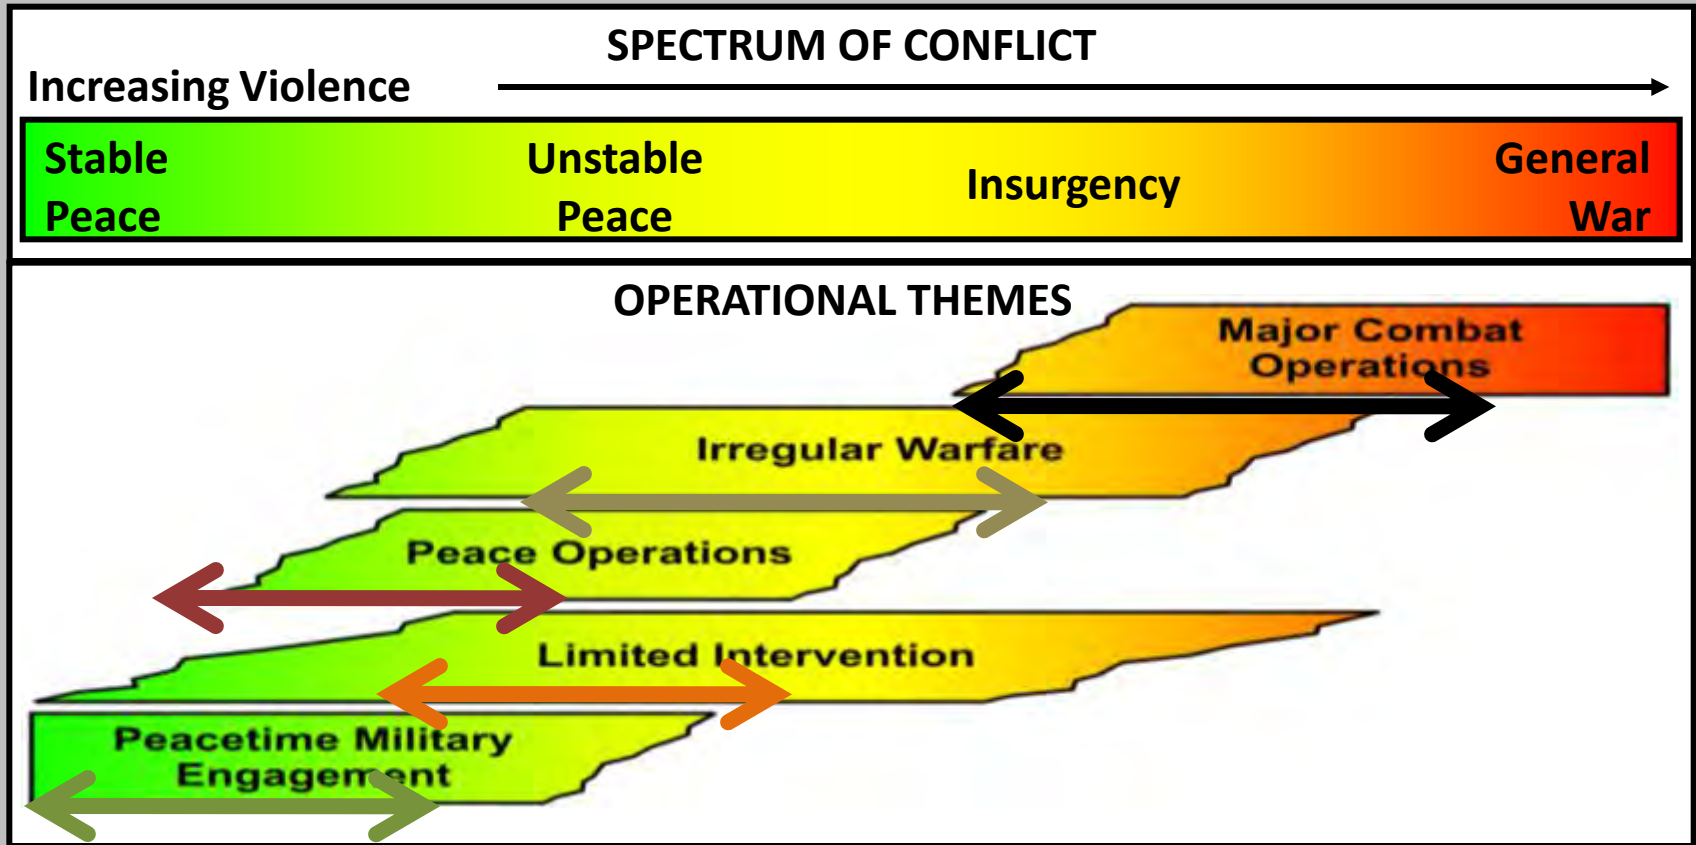 SPECTRUM OF CONFLICT
Increasing Violence
Stable
Peace
Unstable
Peace
Insurgency
General
War
OPERATIONAL THEMES
Major Combat
Operations
Irregular Warfare
Peace Operations
Limited Intervention
Peacetime Military
Engagement